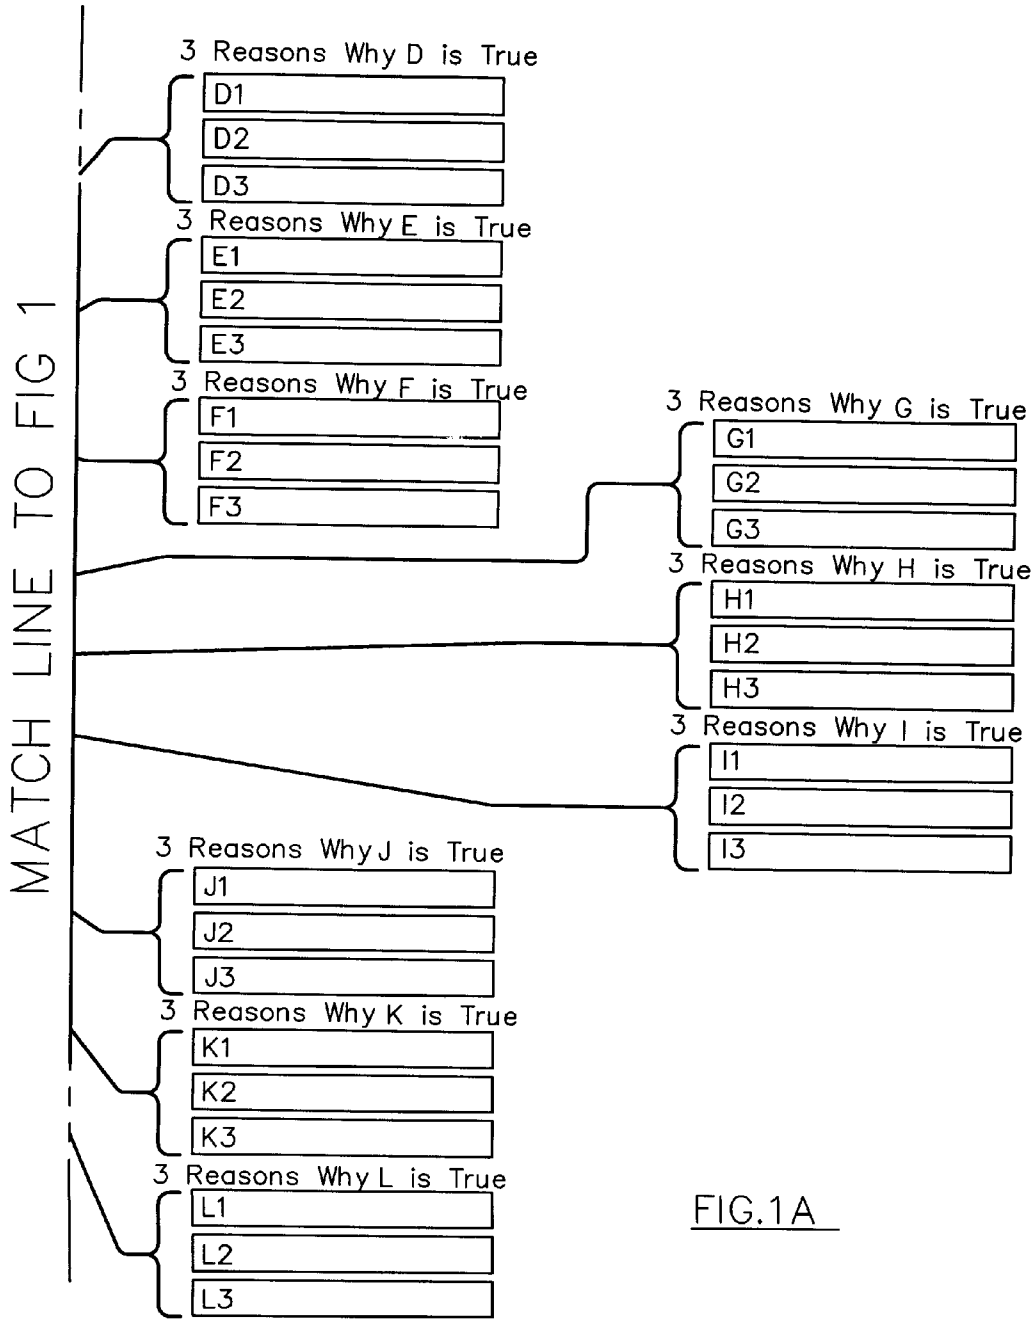 MATCH LINE TO FIG 1
3 Reasons Why D is True
D1
D2
D3
3 Reasons Why E is True
E1
E2
E3
3 Reasons Why F is True
F1
F2
F3
3 Reasons Why G is True
G1
G2
G3
3 Reasons Why H is True
H1
H2
H3
3 Reasons Why I is True
I1
I2
I3
3 Reasons Why J is True
J1
J2
J3
3 Reasons Why K is True
K1
K2
K3
3 Reasons Why L is True
L1
L2
L3
FIG.1A